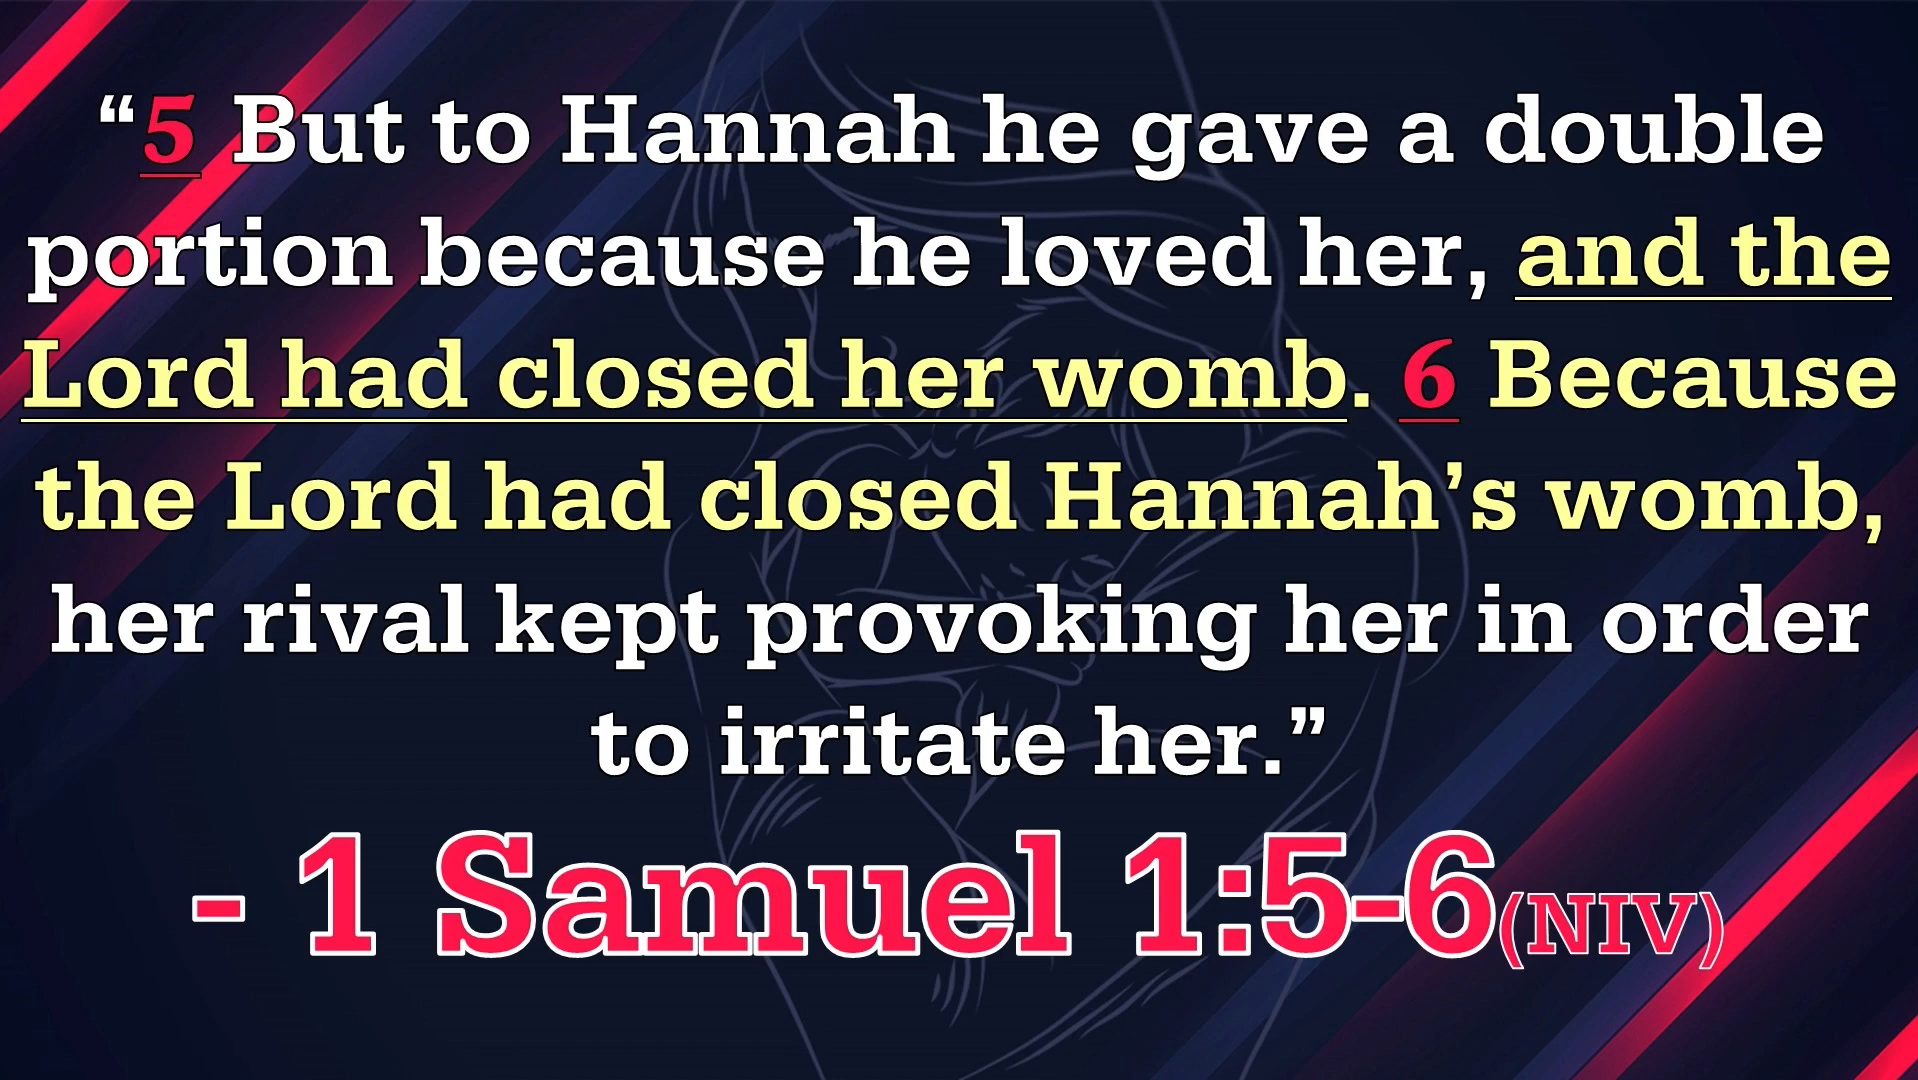 “5 But to Hannah he gave a double
portion because he loved her, and the
Lord had closed her womb. 6 Because
the Lord had closed Hannah’s womb,
her rival kept provoking her in order
to irritate her.”
- 1 Samuel 1:5-6(NIV)